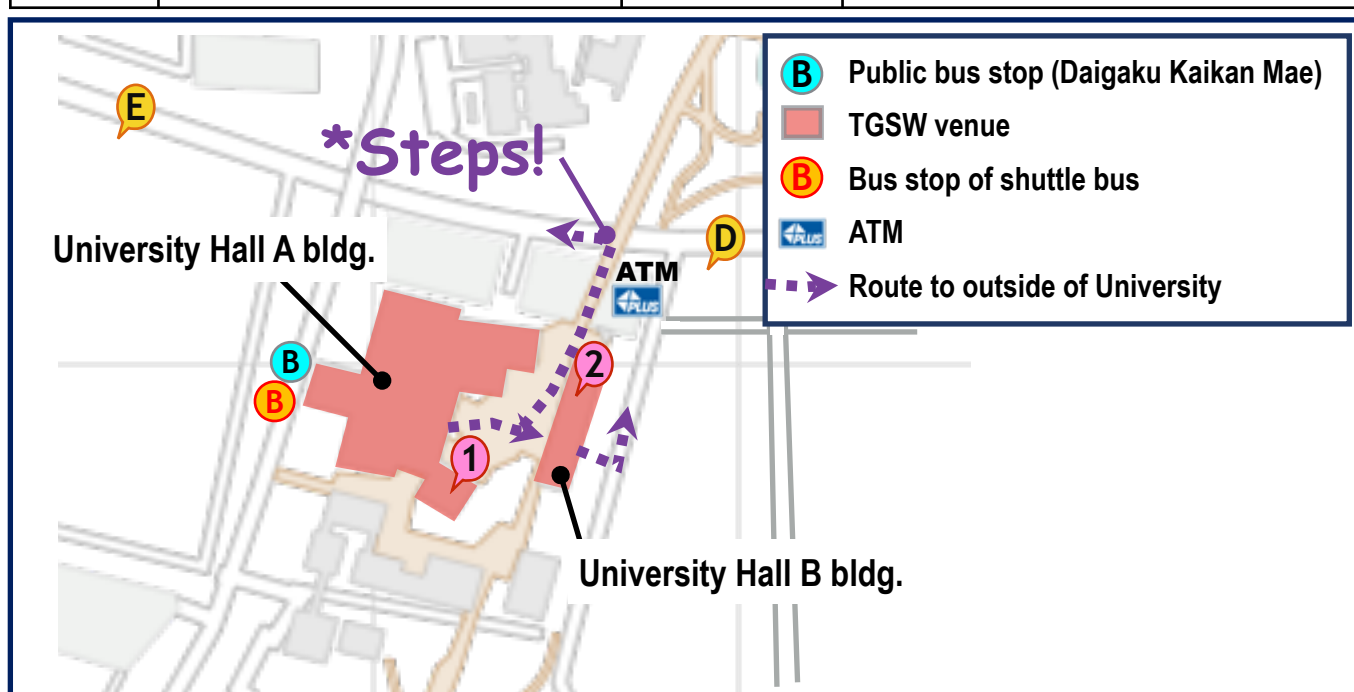 B Public bus stop (Daigaku Kaikan Mae)
E
TGSW venue
*Steps!
B Bus stop of shuttle bus
D
PLUS ATM
University Hall A bldg.
ATM
PLUS
Route to outside of University
B
2
B
1
University Hall B bldg.